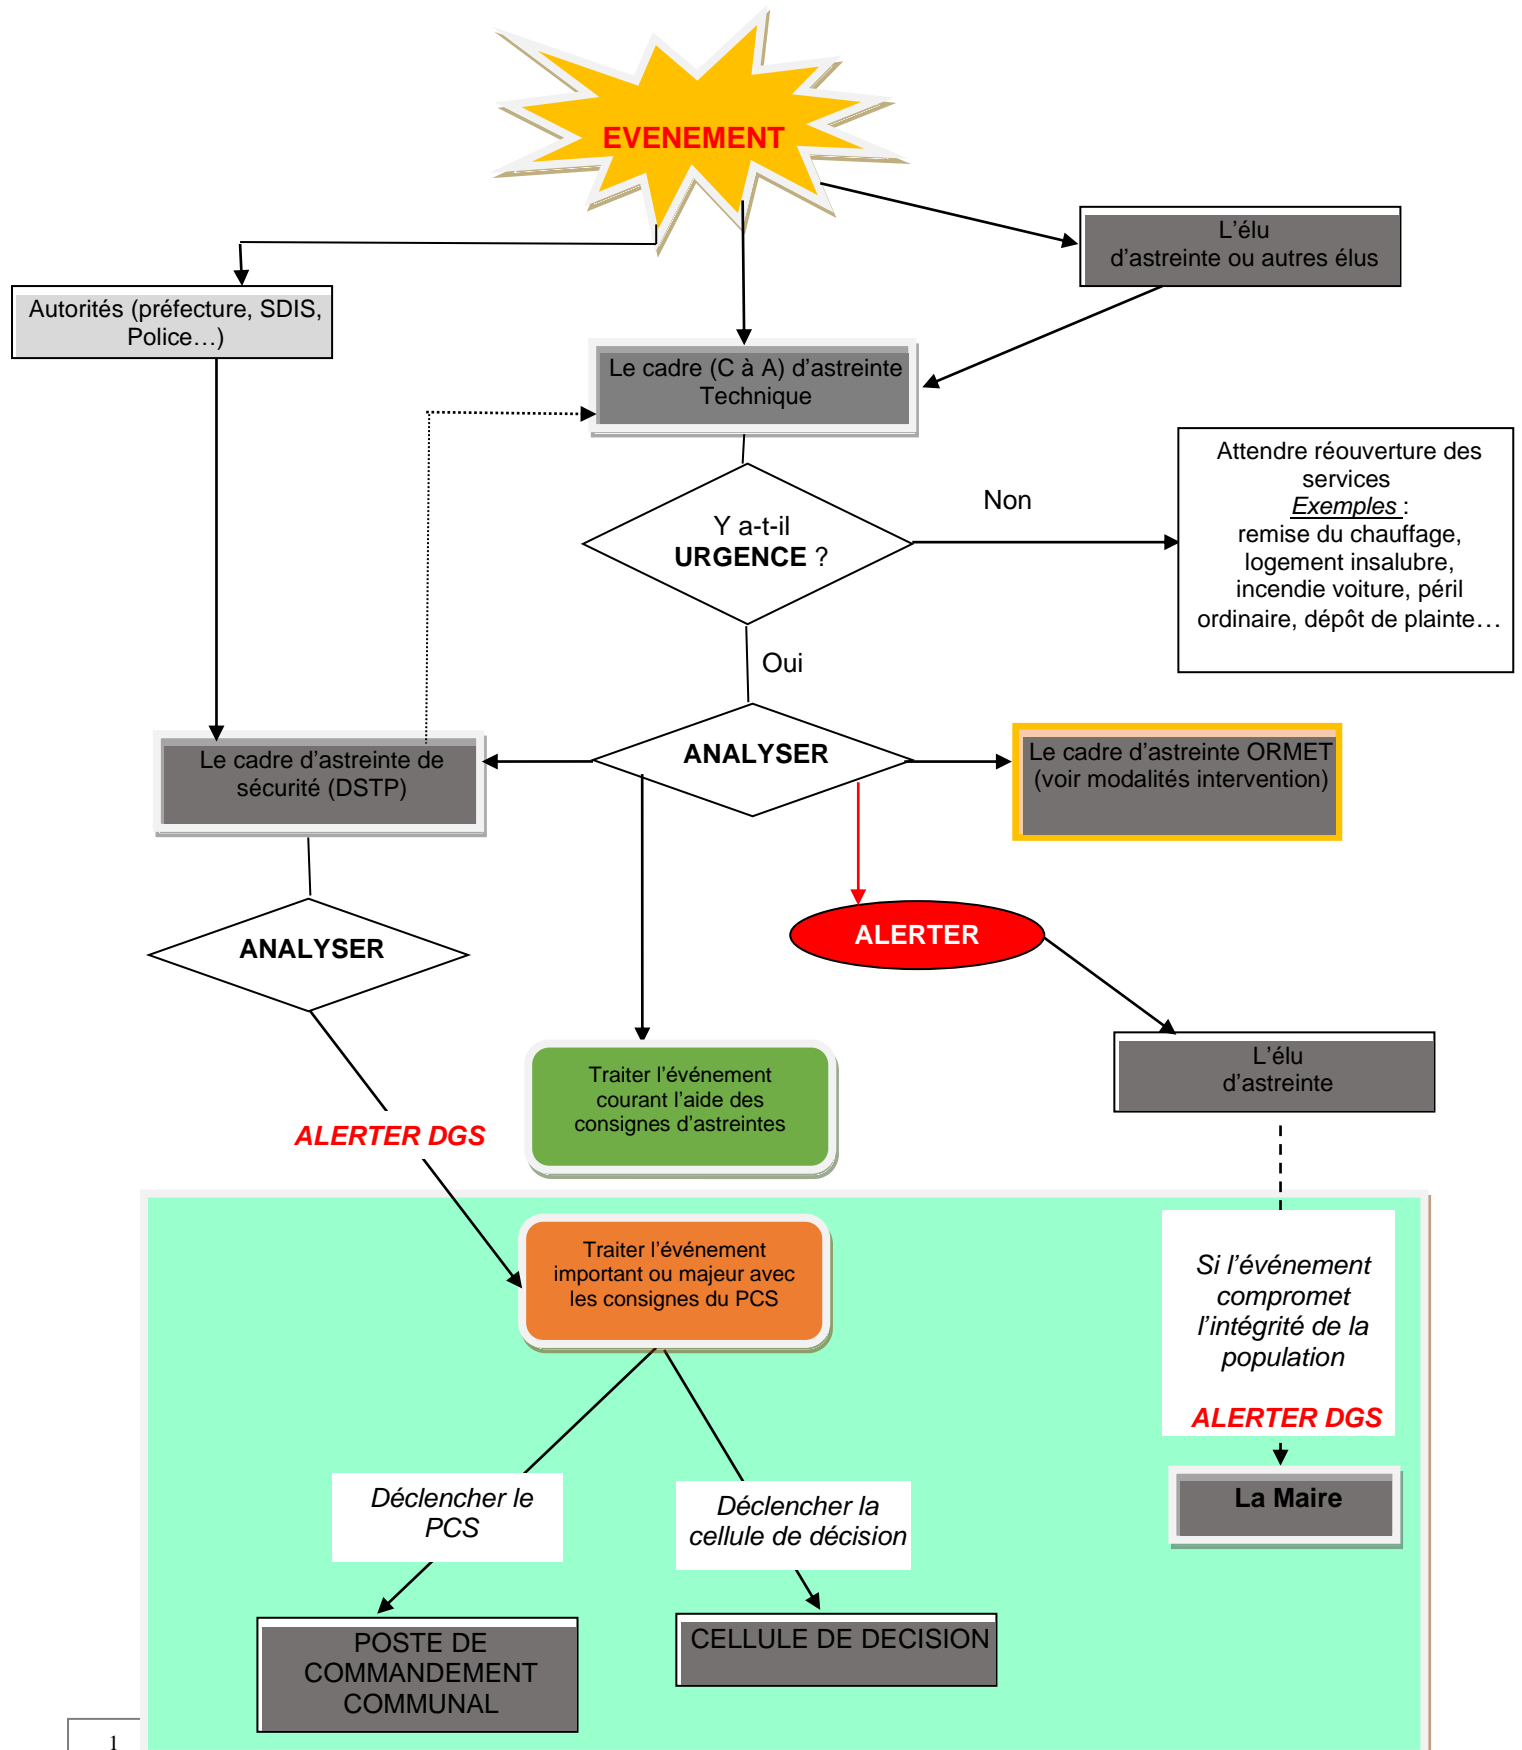 EVENEMENT
L’élu
d’astreinte ou autres élus
Autorités (préfecture, SDIS,
Police…)
Le cadre (C à A) d’astreinte
Technique
Attendre réouverture des
services
Exemples :
remise du chauffage,
logement insalubre,
incendie voiture, péril
ordinaire, dépôt de plainte…
Non
Y a-t-il
URGENCE ?
Oui
ANALYSER
Le cadre d’astreinte de
sécurité (DSTP)
Le cadre d’astreinte ORMET
(voir modalités intervention)
ANALYSER
ALERTER
L’élu
d’astreinte
Traiter l’événement
courant l’aide des
consignes d’astreintes
ALERTER DGS
Traiter l’événement
important ou majeur avec
les consignes du PCS
Si l’événement
compromet
l’intégrité de la
population
ALERTER DGS
La Maire
Déclencher le
PCS
Déclencher la
cellule de décision
POSTE DE
COMMANDEMENT
COMMUNAL
CELLULE DE DECISION
1